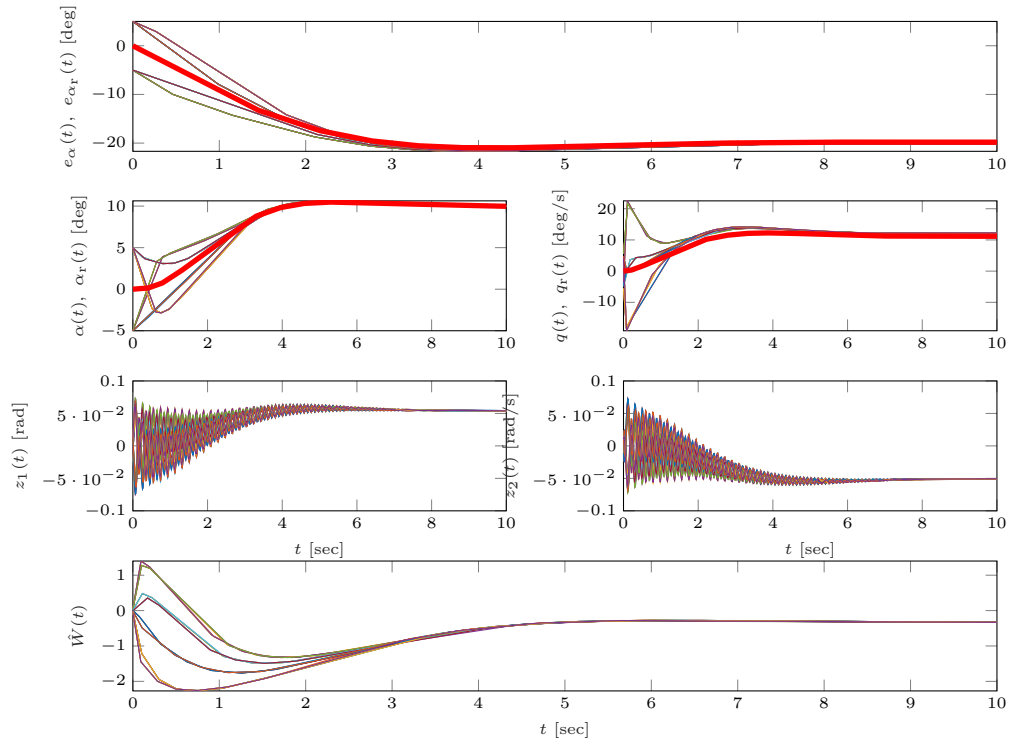 e_α(t), e_{α_r}(t) [deg]
0
−10
−20
0 1 2 3 4 5 6 7 8 9 10
α(t), α_r(t) [deg]
10
5
0
−5
0 2 4 6 8 10
q(t), q_r(t) [deg/s]
20
10
0
−10
0 2 4 6 8 10
z_1(t) [rad]
0.1
5 · 10^{−2}
0
−5 · 10^{−2}
−0.1
0 2 4 6 8 10
t [sec]
z_2(t) [rad/s]
0.1
5 · 10^{−2}
0
−5 · 10^{−2}
−0.1
0 2 4 6 8 10
t [sec]
Ŵ(t)
1
0
−1
−2
0 1 2 3 4 5 6 7 8 9 10
t [sec]